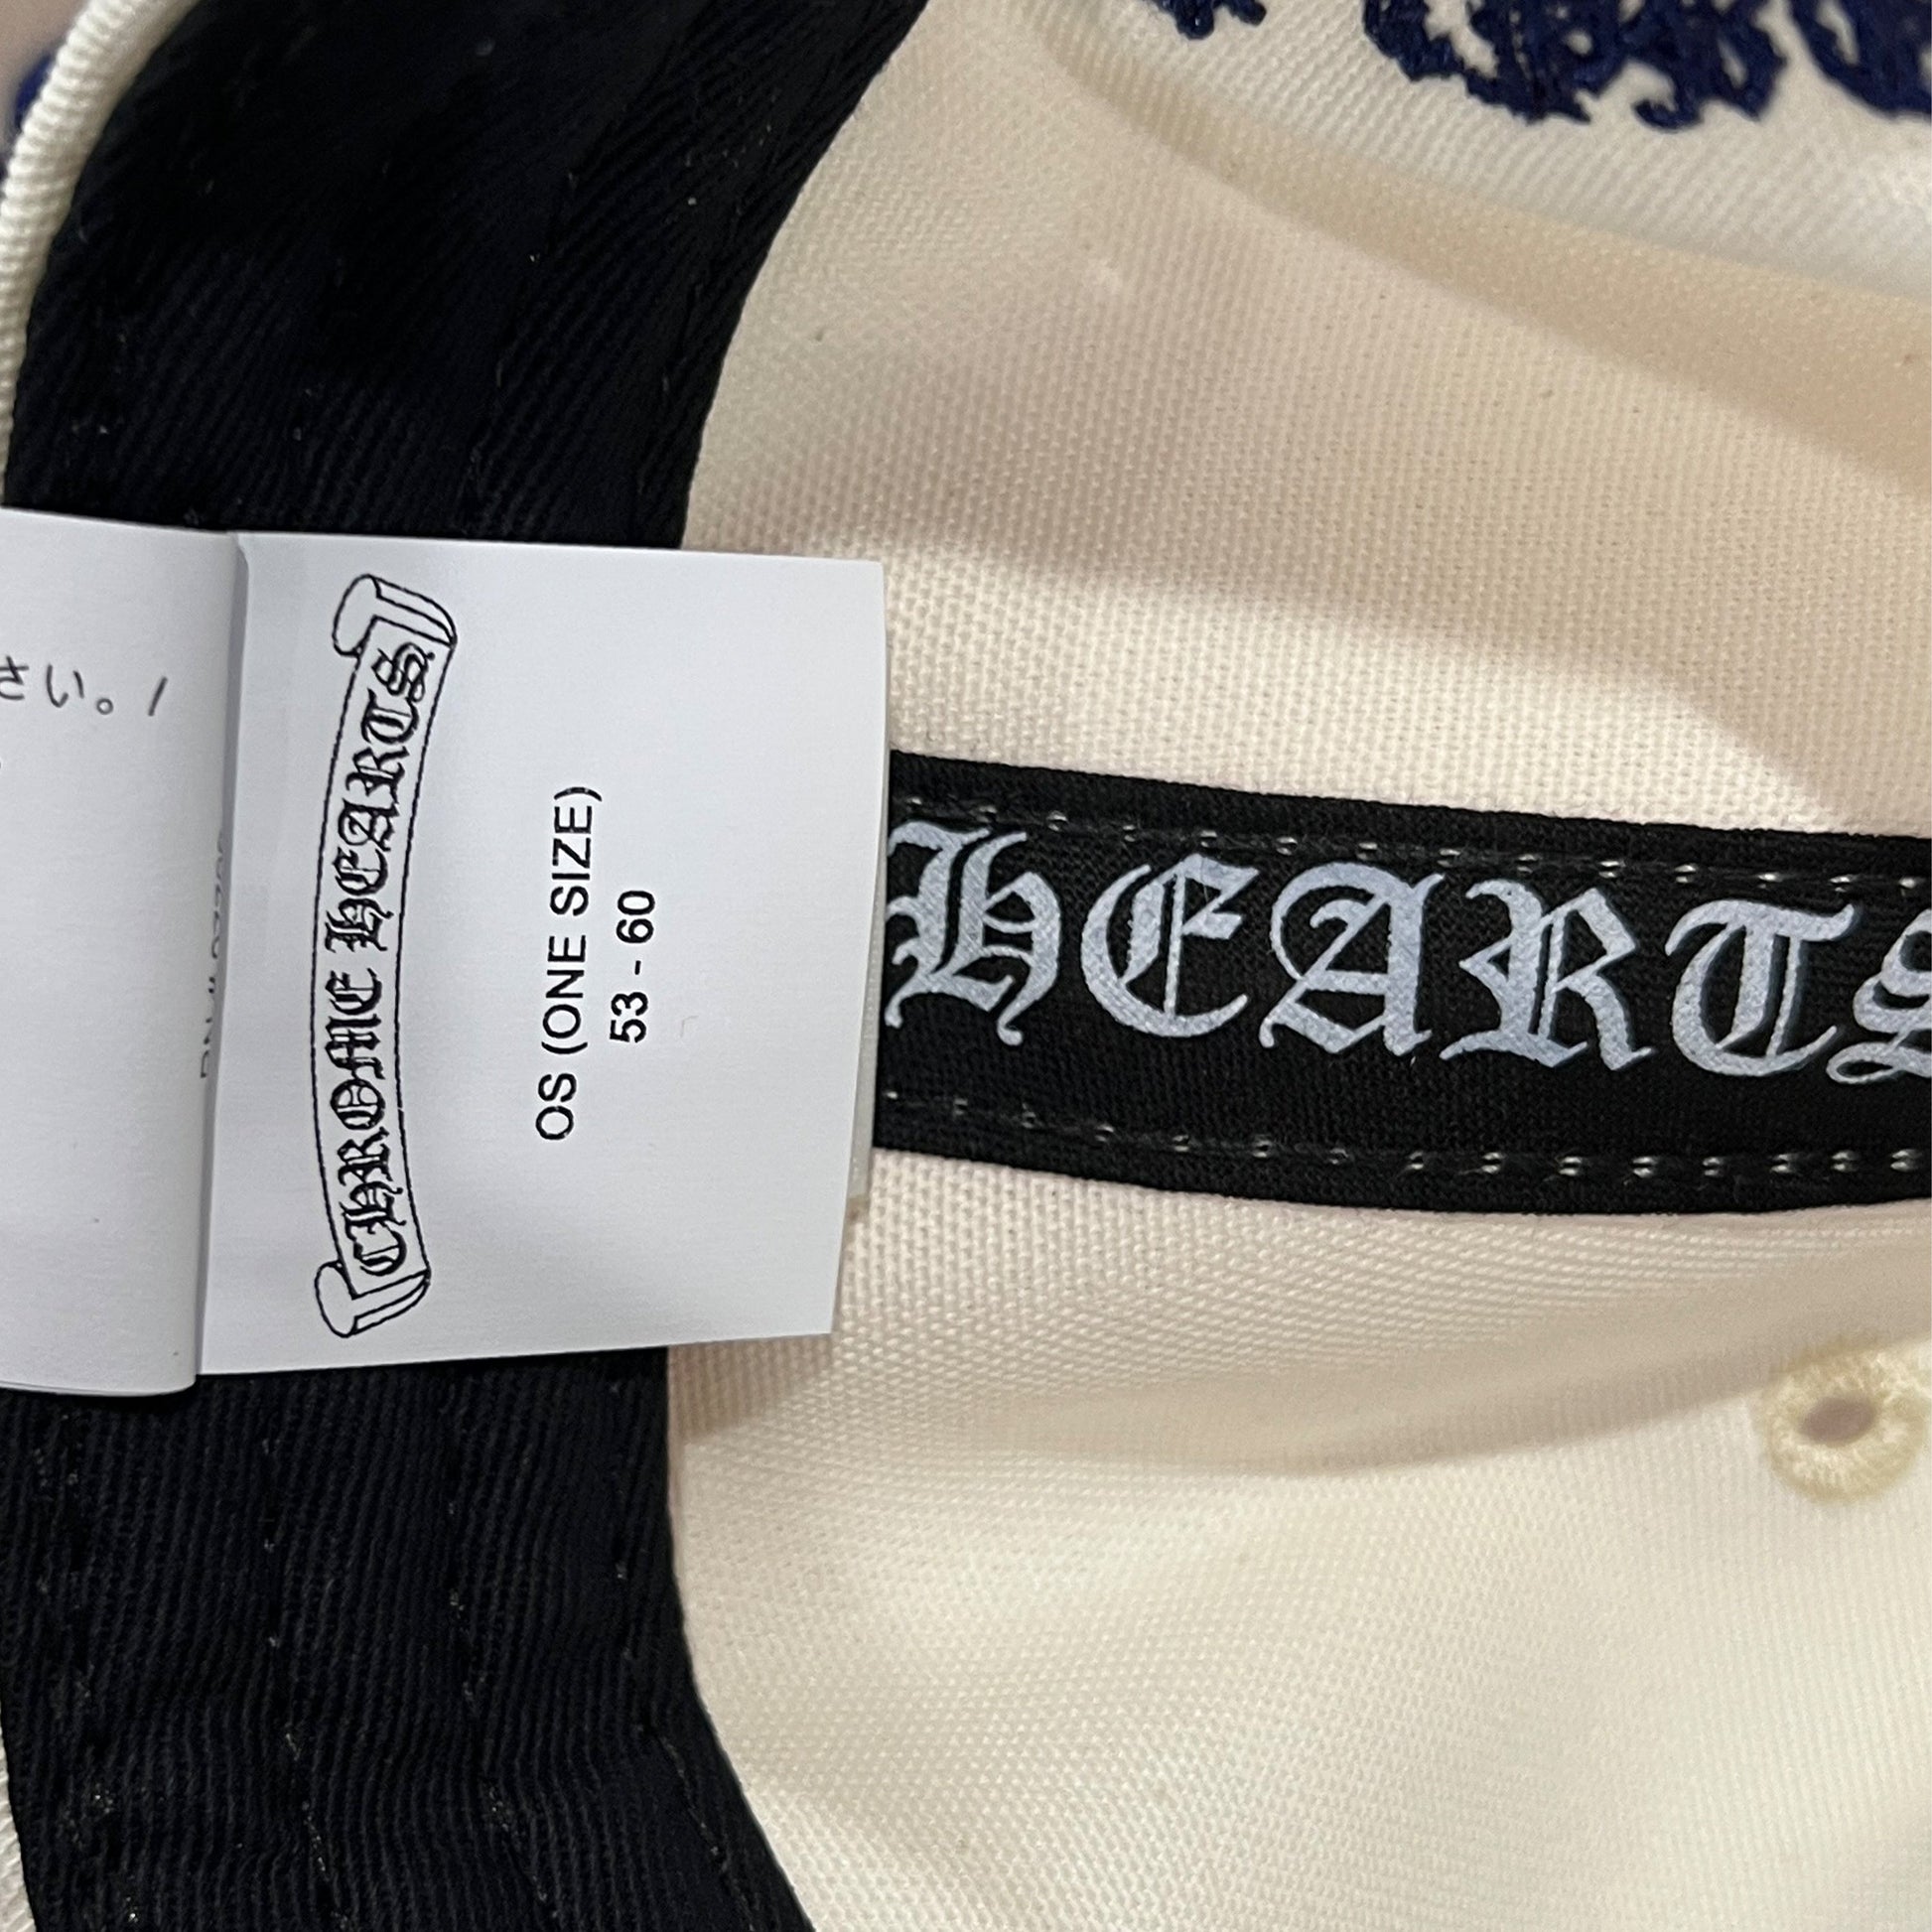 さい。/
CHROME HEARTS
OS (ONE SIZE)
53 - 60
HEARTS